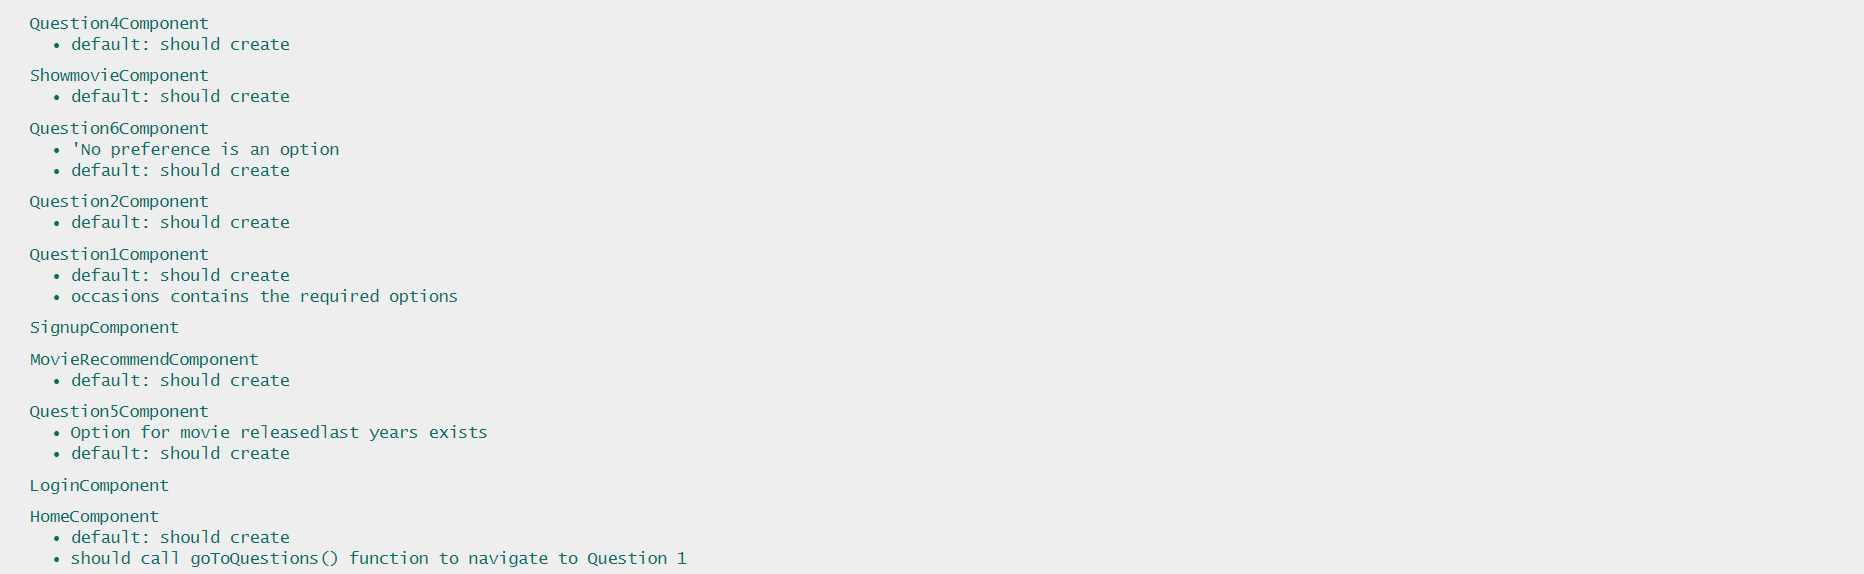 Question4Component
• default: should create
ShowmovieComponent
• default: should create
Question6Component
• 'No preference is an option
• default: should create
Question2Component
• default: should create
Question1Component
• default: should create
• occasions contains the required options
SignupComponent
MovieRecommendComponent
• default: should create
Question5Component
• Option for movie releasedlast years exists
• default: should create
LoginComponent
HomeComponent
• default: should create
• should call goToQuestions() function to navigate to Question 1